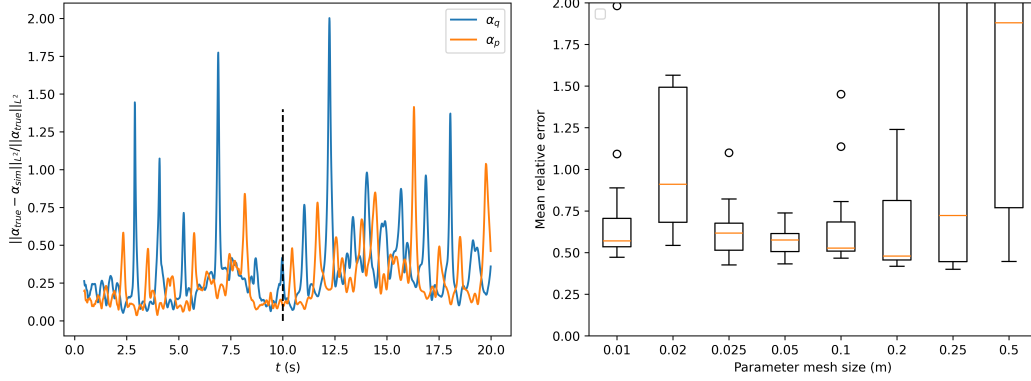 ||α_true − α_sim||_L² / ||α_true||_L²
2.00
1.75
1.50
1.25
1.00
0.75
0.50
0.25
0.00
α_q
α_p
0.0 2.5 5.0 7.5 10.0 12.5 15.0 17.5 20.0
t (s)
Mean relative error
2.00
1.75
1.50
1.25
1.00
0.75
0.50
0.25
0.00
0.01 0.02 0.025 0.05 0.1 0.2 0.25 0.5
Parameter mesh size (m)